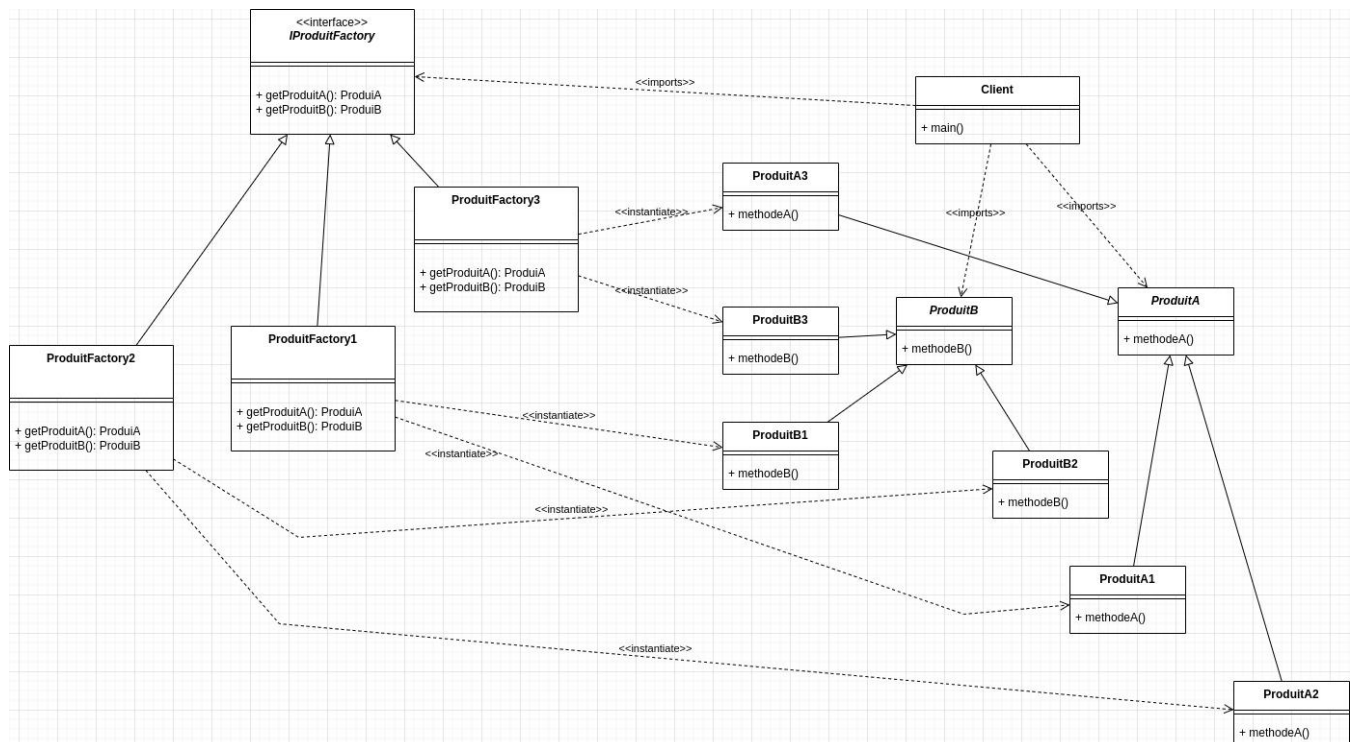 <<interface>>
IProduitFactory
+ getProduitA(): ProduiA
+ getProduitB(): ProduiB
<<imports>>
Client
+ main()
ProduitFactory3
+ getProduitA(): ProduiA
+ getProduitB(): ProduiB
<<instantiate>>
<<instantiate>>
ProduitA3
+ methodeA()
<<imports>>
<<imports>>
ProduitB3
+ methodeB()
ProduitB
+ methodeB()
ProduitA
+ methodeA()
ProduitFactory2
+ getProduitA(): ProduiA
+ getProduitB(): ProduiB
ProduitFactory1
+ getProduitA(): ProduiA
+ getProduitB(): ProduiB
<<instantiate>>
<<instantiate>>
ProduitB1
+ methodeB()
ProduitB2
+ methodeB()
<<instantiate>>
ProduitA1
+ methodeA()
<<instantiate>>
ProduitA2
+ methodeA()